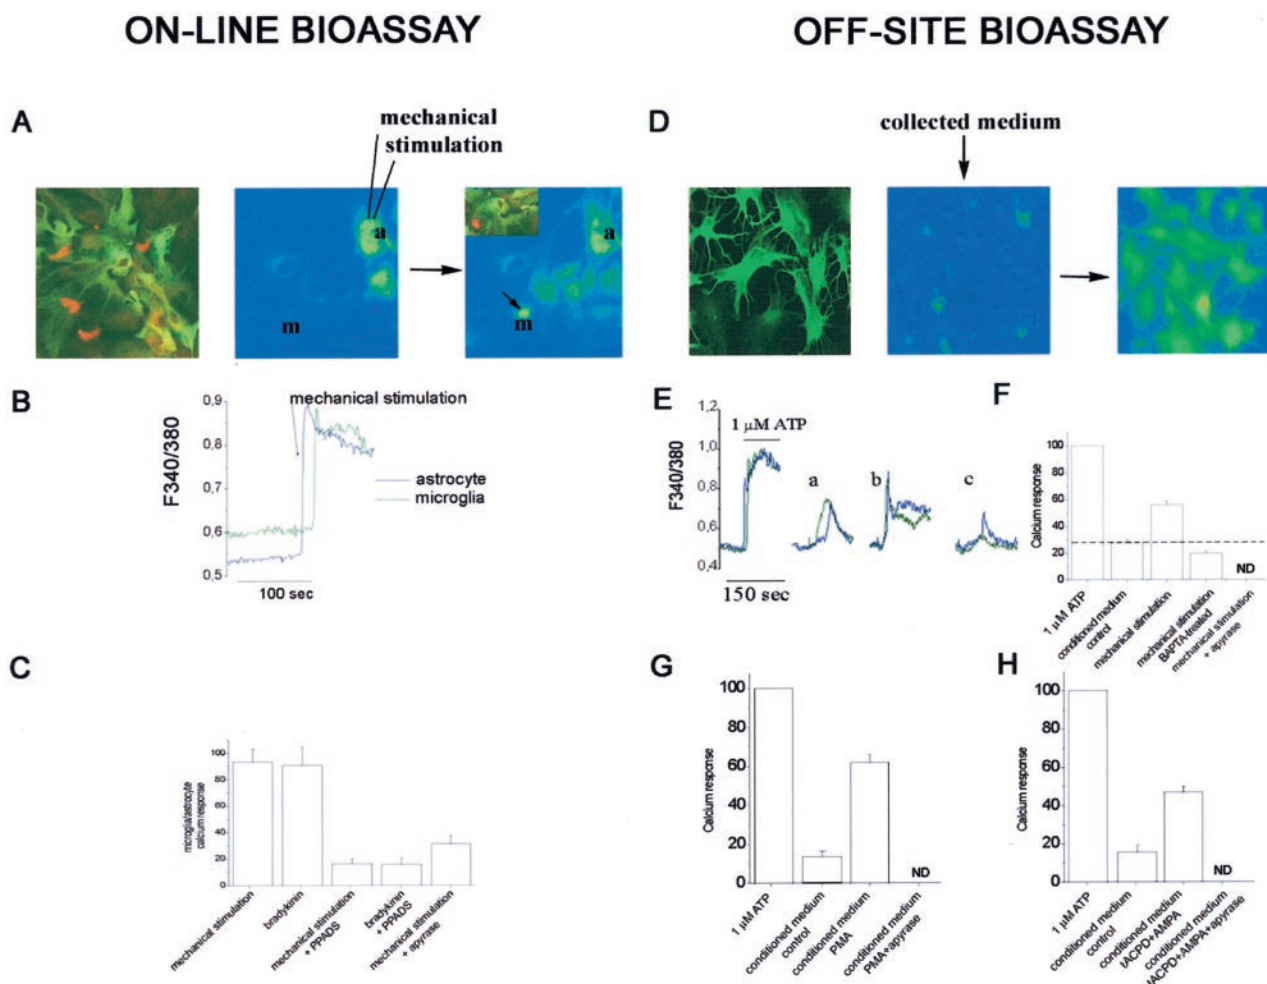 ON-LINE BIOASSAY
OFF-SITE BIOASSAY
A
mechanical
stimulation
a
m
a
m
D
collected medium
B
mechanical stimulation
F340/380
0,9
0,8
0,7
0,6
0,5
astrocyte
microglia
100 sec
E
F340/380
1,2
1,0
0,8
0,6
0,4
1 µM ATP
a
b
c
150 sec
F
Calcium response
100
80
60
40
20
0
ND
1 µM ATP
conditioned medium
control
mechanical stimulation
mechanical stimulation
BAPTA-treated
mechanical stimulation
+ apyrase
C
microglia/astrocyte
calcium response
100
80
60
40
20
0
mechanical stimulation
bradykinin
mechanical stimulation
+ PPADS
bradykinin
+ PPADS
mechanical stimulation
+ apyrase
G
Calcium response
100
80
60
40
20
0
ND
1 µM ATP
conditioned medium
control
conditioned medium
PMA
conditioned medium
PMA+apyrase
H
Calcium response
100
80
60
40
20
0
ND
1 µM ATP
conditioned medium
control
conditioned medium
tACPD+AMPA
conditioned medium
tACPD+AMPA+apyrase